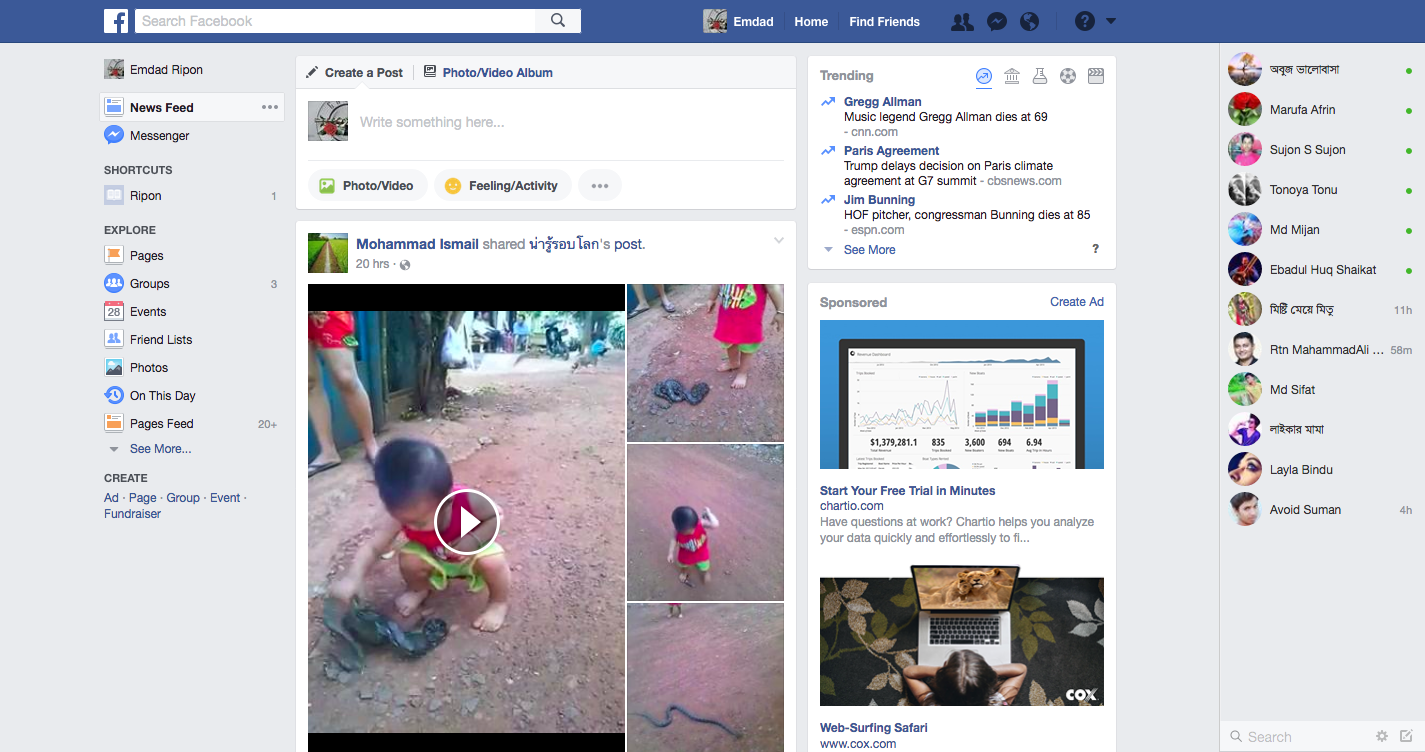 Search Facebook
Emdad
Home
Find Friends
Emdad Ripon
News Feed
Messenger
SHORTCUTS
Ripon 1
EXPLORE
Pages
Groups 3
28 Events
Friend Lists
Photos
On This Day
Pages Feed 20+
See More...
CREATE
Ad · Page · Group · Event ·
Fundraiser
Create a Post
Photo/Video Album
Write something here...
Photo/Video
Feeling/Activity
Mohammad Ismail shared น่ารู้รอบโลก's post.
20 hrs ·
Trending
Gregg Allman
Music legend Gregg Allman dies at 69
- cnn.com
Paris Agreement
Trump delays decision on Paris climate
agreement at G7 summit - cbsnews.com
Jim Bunning
HOF pitcher, congressman Bunning dies at 85
- espn.com
See More
?
Sponsored
Create Ad
Revenue Dashboard
$1,379,281.1 835 3,600 694 6.94
Start Your Free Trial in Minutes
chartio.com
Have questions at work? Chartio helps you analyze
your data quickly and effortlessly to fi...
COX
Web-Surfing Safari
www.cox.com
অবুজ ভালোবাসা
Marufa Afrin
Sujon S Sujon
Tonoya Tonu
Md Mijan
Ebadul Huq Shaikat
মিষ্টি মেয়ে মিতু 11h
Rtn MahammadAli ... 58m
Md Sifat
লাইকার মামা
Layla Bindu
Avoid Suman 4h
Search